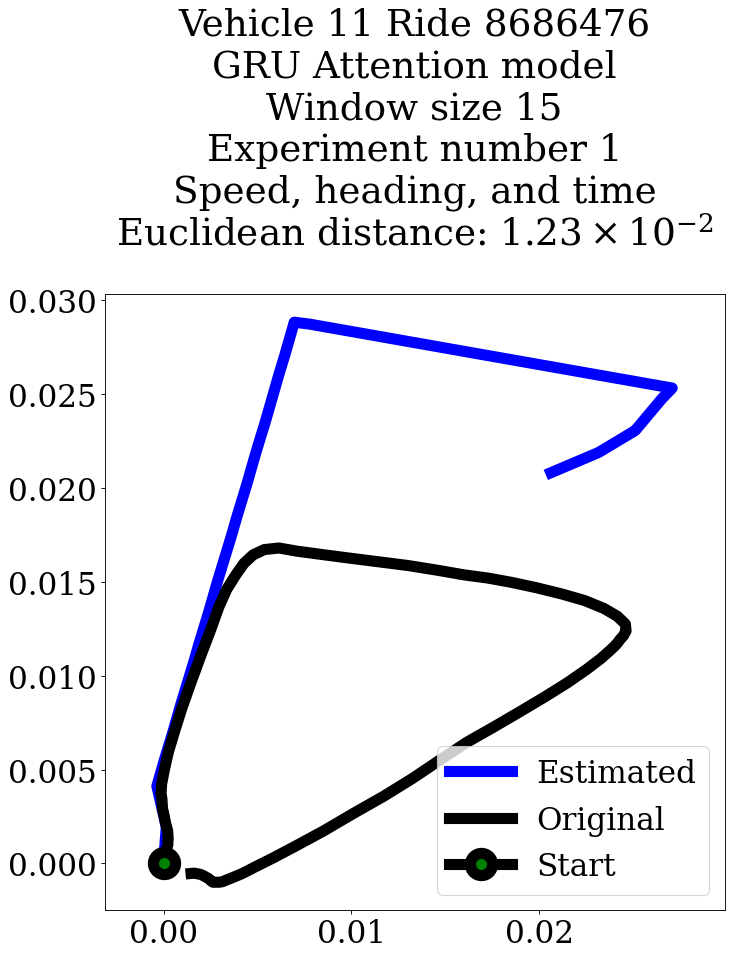 Vehicle 11 Ride 8686476
GRU Attention model
Window size 15
Experiment number 1
Speed, heading, and time
Euclidean distance: 1.23 × 10⁻²
0.030
0.025
0.020
0.015
0.010
0.005
0.000
Estimated
Original
Start
0.00 0.01 0.02